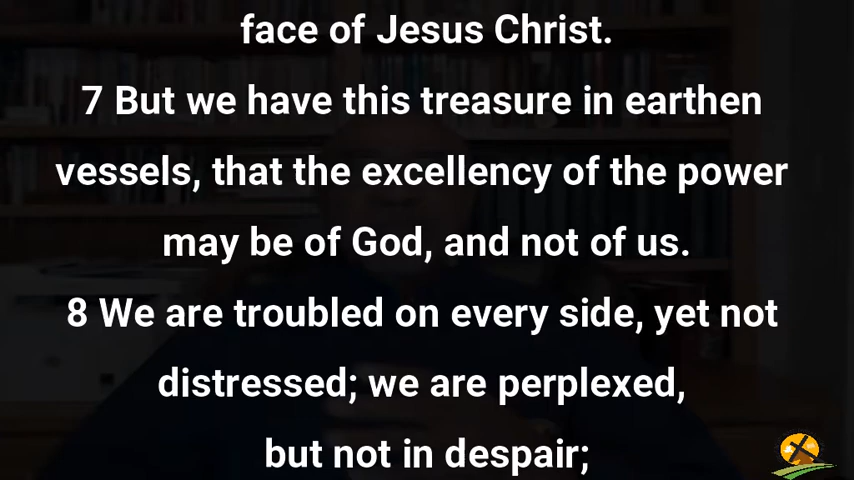 face of Jesus Christ.
7 But we have this treasure in earthen
vessels, that the excellency of the power
may be of God, and not of us.
8 We are troubled on every side, yet not
distressed; we are perplexed,
but not in despair;